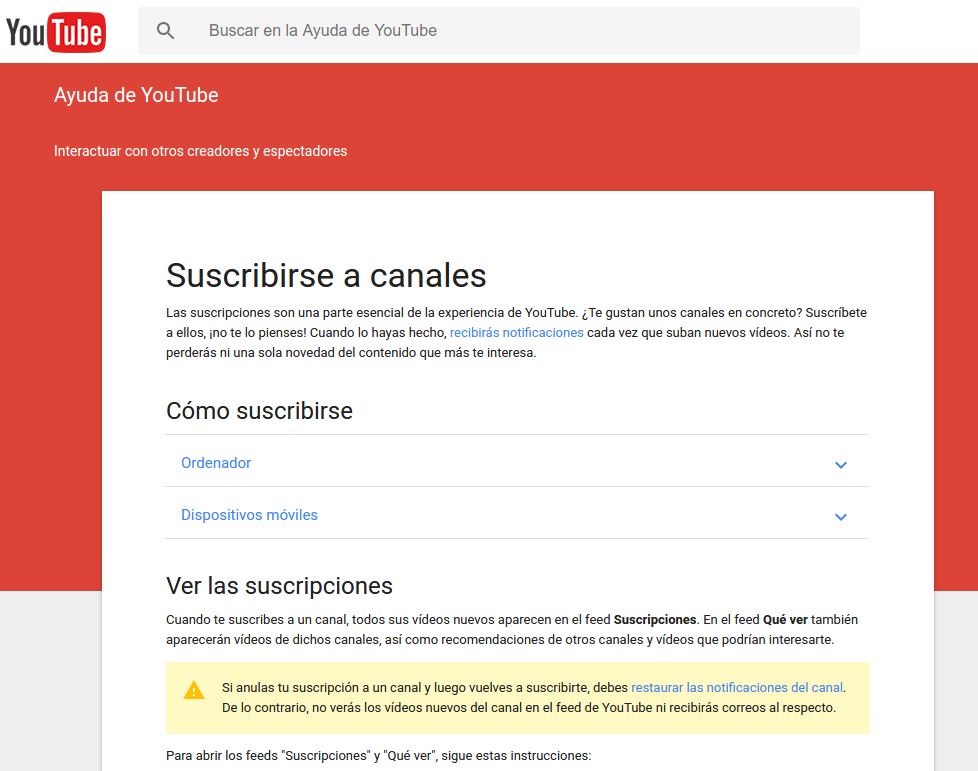 YouTube
Buscar en la Ayuda de YouTube
Ayuda de YouTube
Interactuar con otros creadores y espectadores
Suscribirse a canales
Las suscripciones son una parte esencial de la experiencia de YouTube. ¿Te gustan unos canales en concreto? Suscríbete
a ellos, ¡no te lo pienses! Cuando lo hayas hecho, recibirás notificaciones cada vez que suban nuevos vídeos. Así no te
perderás ni una sola novedad del contenido que más te interesa.
Cómo suscribirse
Ordenador
Dispositivos móviles
Ver las suscripciones
Cuando te suscribes a un canal, todos sus vídeos nuevos aparecen en el feed Suscripciones. En el feed Qué ver también
aparecerán vídeos de dichos canales, así como recomendaciones de otros canales y vídeos que podrían interesarte.
Si anulas tu suscripción a un canal y luego vuelves a suscribirte, debes restaurar las notificaciones del canal.
De lo contrario, no verás los vídeos nuevos del canal en el feed de YouTube ni recibirás correos al respecto.
Para abrir los feeds "Suscripciones" y "Qué ver", sigue estas instrucciones: